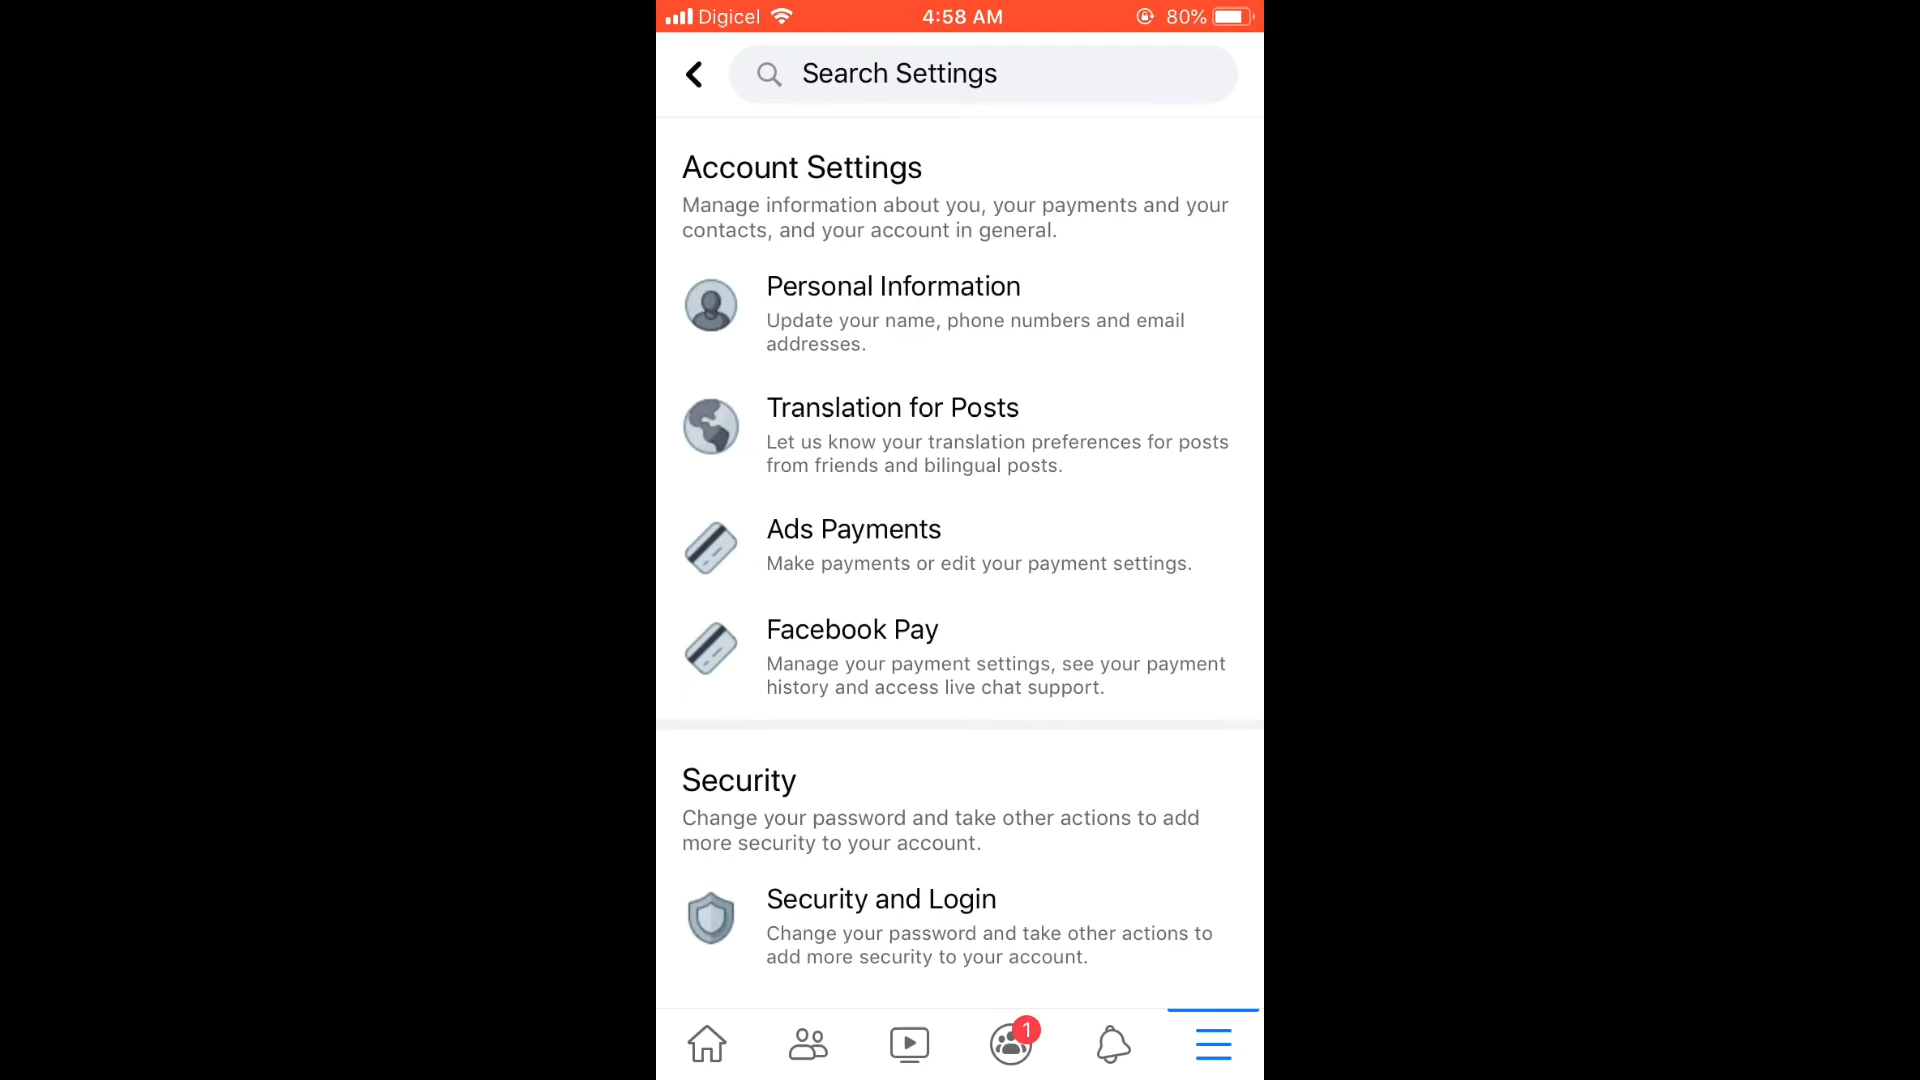 Digicel 4:58 AM 80%
Search Settings
Account Settings
Manage information about you, your payments and your
contacts, and your account in general.
Personal Information
Update your name, phone numbers and email
addresses.
Translation for Posts
Let us know your translation preferences for posts
from friends and bilingual posts.
Ads Payments
Make payments or edit your payment settings.
Facebook Pay
Manage your payment settings, see your payment
history and access live chat support.
Security
Change your password and take other actions to add
more security to your account.
Security and Login
Change your password and take other actions to
add more security to your account.
1